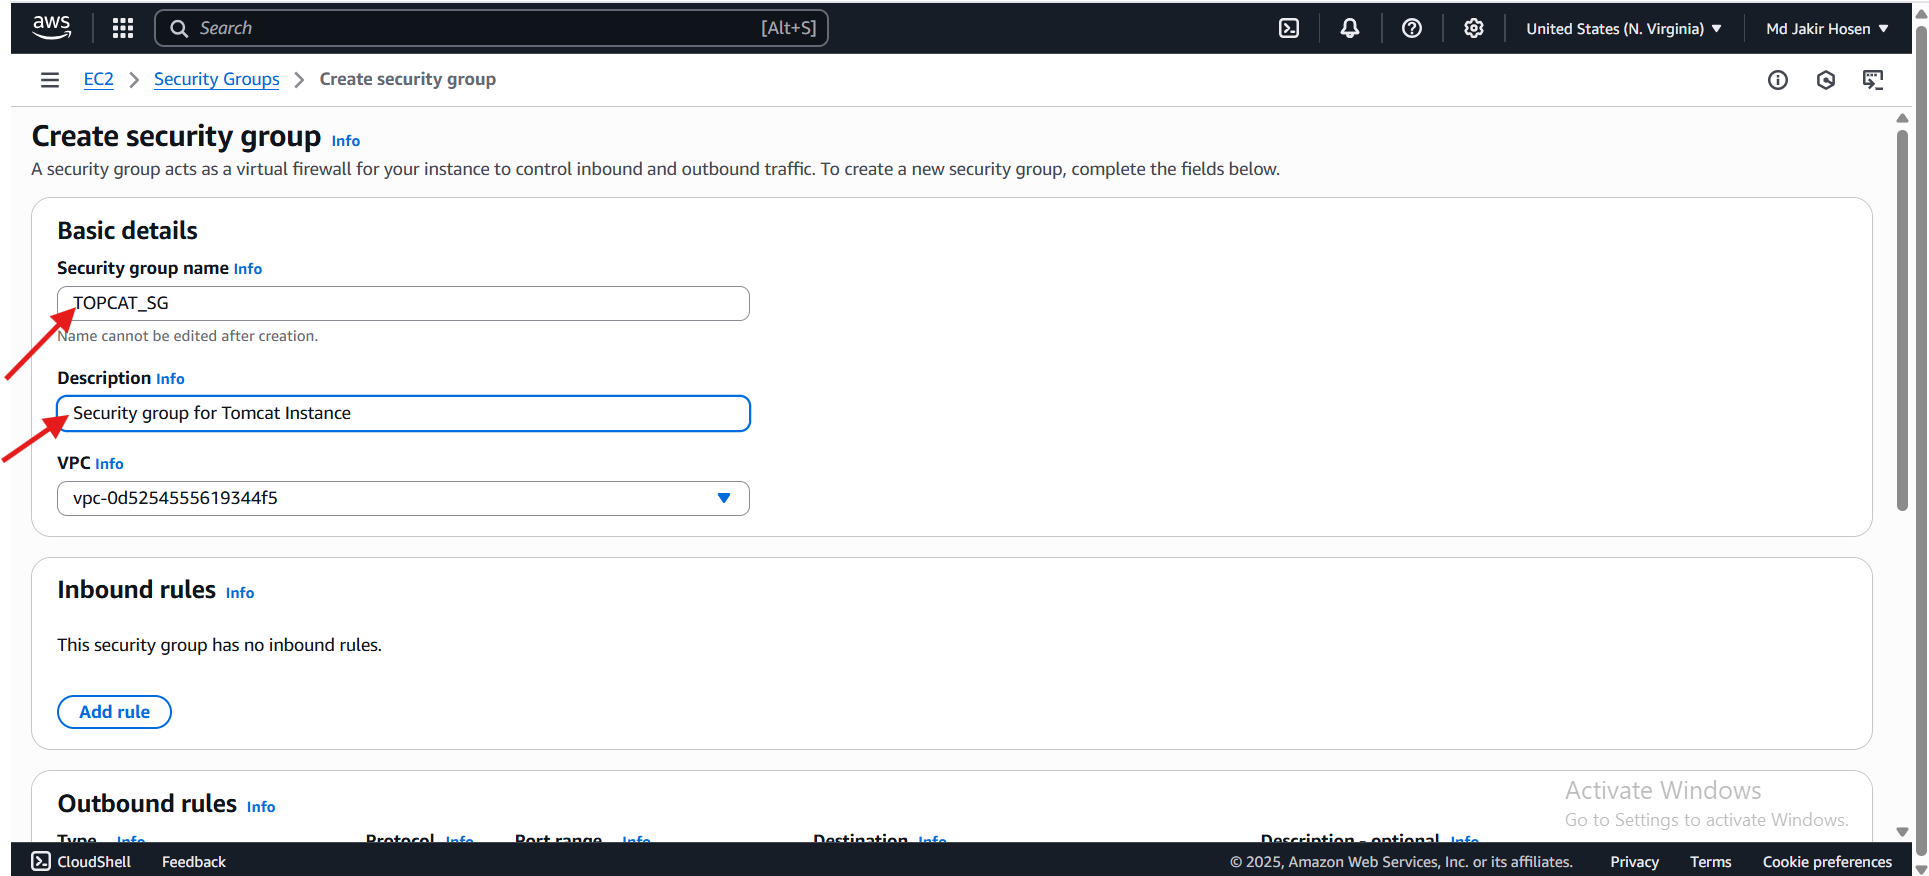 aws
Search [Alt+S]
United States (N. Virginia)
Md Jakir Hosen
EC2 > Security Groups > Create security group
Create security group Info
A security group acts as a virtual firewall for your instance to control inbound and outbound traffic. To create a new security group, complete the fields below.
Basic details
Security group name Info
TOPCAT_SG
Name cannot be edited after creation.
Description Info
Security group for Tomcat Instance
VPC Info
vpc-0d5254555619344f5
Inbound rules Info
This security group has no inbound rules.
Add rule
Outbound rules Info
Type Info Protocol Info Port range Info Destination Info Description - optional Info
Activate Windows
Go to Settings to activate Windows.
CloudShell Feedback © 2025, Amazon Web Services, Inc. or its affiliates. Privacy Terms Cookie preferences